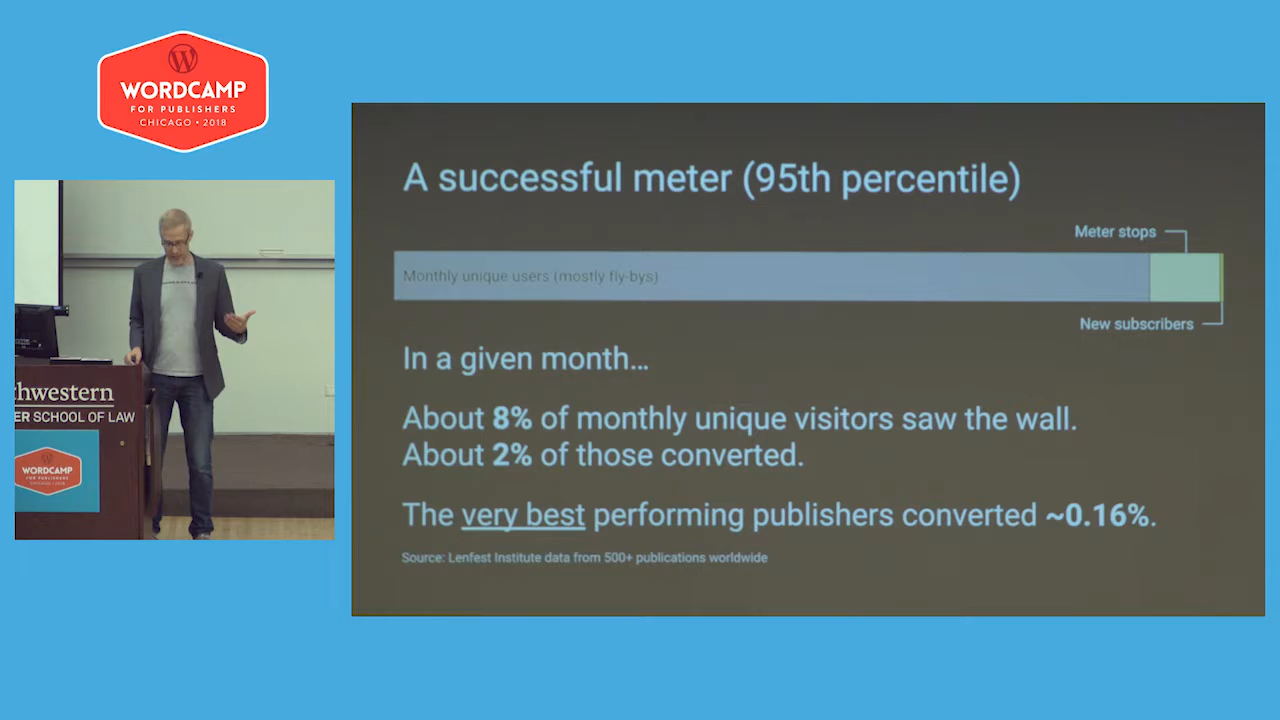 WORDCAMP
FOR PUBLISHERS
CHICAGO • 2018
A successful meter (95th percentile)
Meter stops
Monthly unique users (mostly fly-bys)
New subscribers
In a given month...
About 8% of monthly unique visitors saw the wall.
About 2% of those converted.
The very best performing publishers converted ~0.16%.
Source: Lenfest Institute data from 500+ publications worldwide
hwestern
ER SCHOOL OF LAW
WORDCAMP
FOR PUBLISHERS